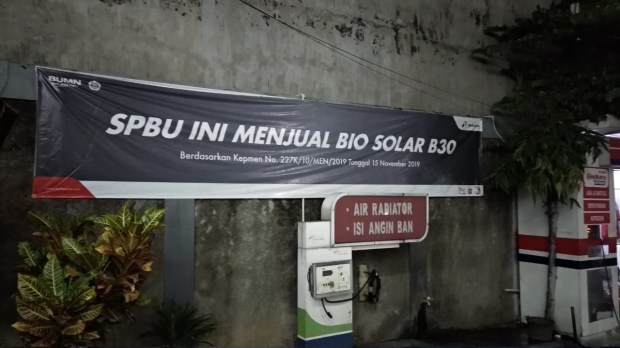 BUMN
SPBU INI MENJUAL BIO SOLAR B30
Berdasarkan Kepmen No. 227K/10/MEN/2019 Tanggal 15 November 2019
• AIR RADIATOR
• ISI ANGIN BAN